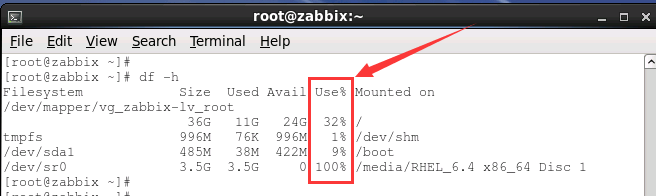 root@zabbix:~
File Edit View Search Terminal Help
[root@zabbix ~]#
[root@zabbix ~]# df -h
Filesystem Size Used Avail Use% Mounted on
/dev/mapper/vg_zabbix-lv_root
36G 11G 24G 32% /
tmpfs 996M 76K 996M 1% /dev/shm
/dev/sda1 485M 38M 422M 9% /boot
/dev/sr0 3.5G 3.5G 0 100% /media/RHEL_6.4 x86_64 Disc 1
[root@zabbix ~]#
[root@zabbix ~]#